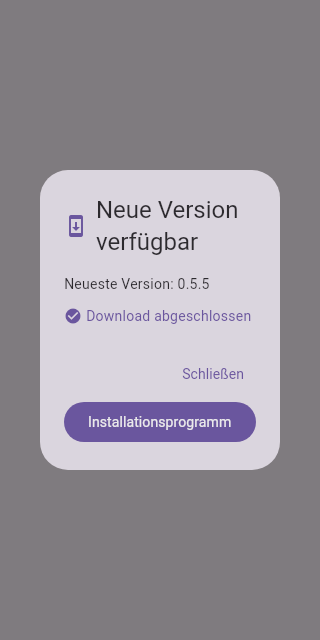 Neue Version
verfügbar
Neueste Version: 0.5.5
Download abgeschlossen
Schließen
Installationsprogramm